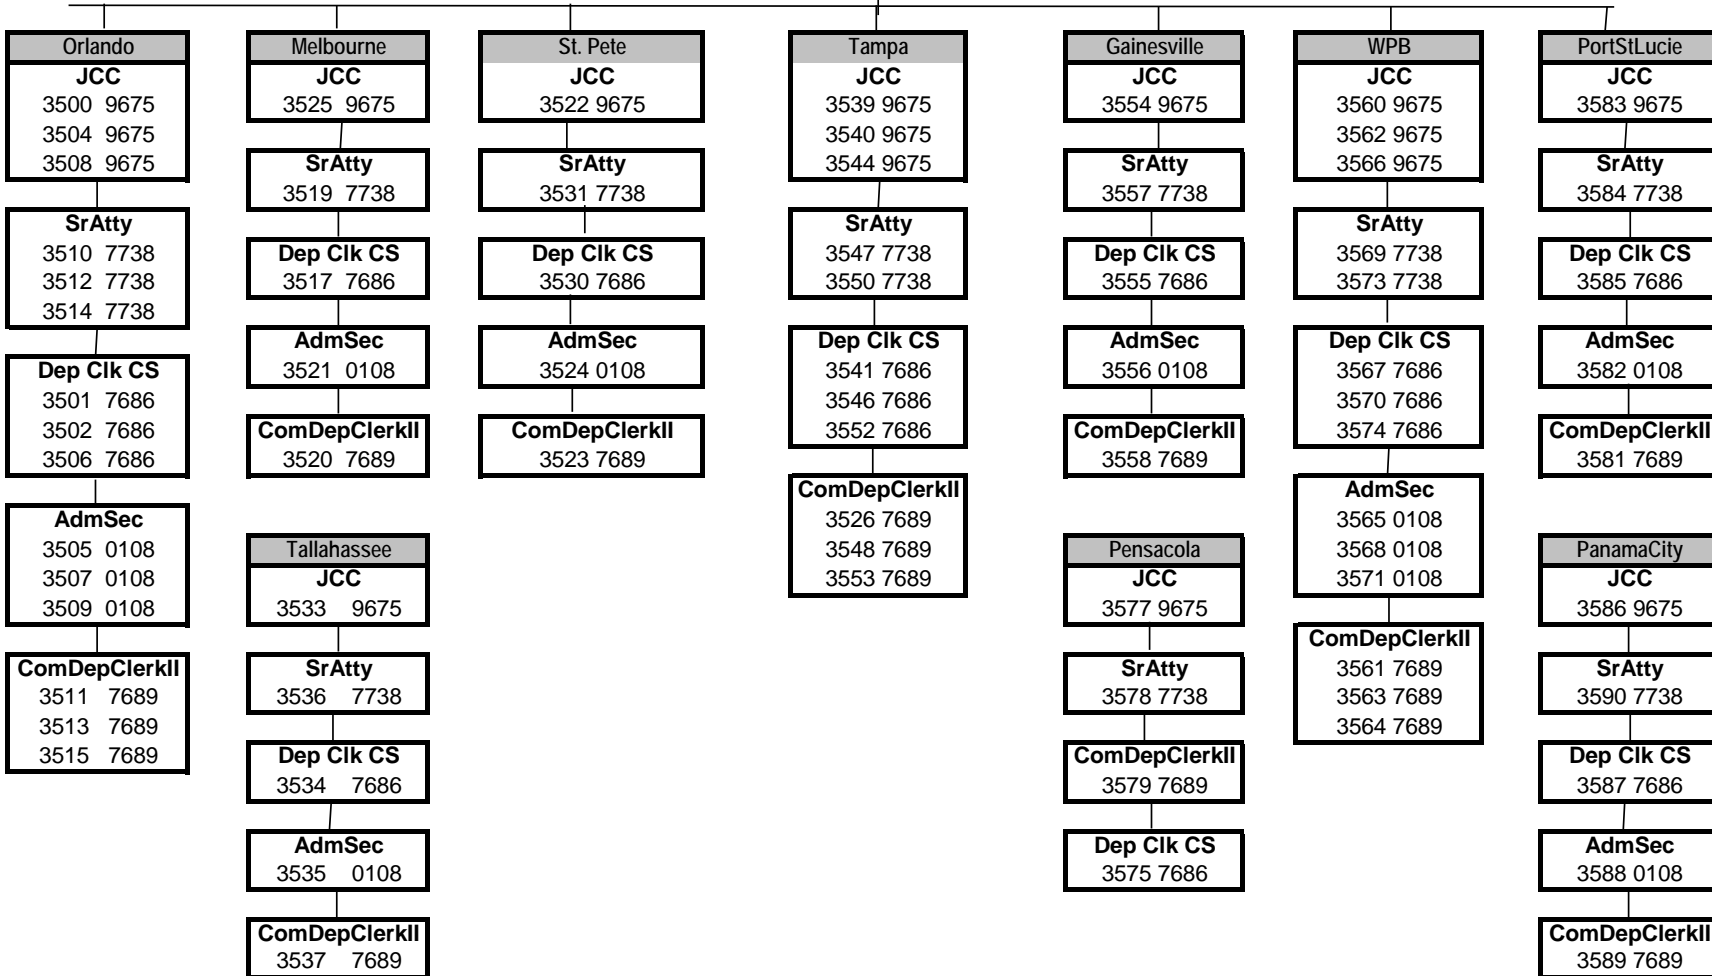 Orlando
JCC
3500 9675
3504 9675
3508 9675
SrAtty
3510 7738
3512 7738
3514 7738
Dep Clk CS
3501 7686
3502 7686
3506 7686
AdmSec
3505 0108
3507 0108
3509 0108
ComDepClerkII
3511 7689
3513 7689
3515 7689
Melbourne
JCC
3525 9675
SrAtty
3519 7738
Dep Clk CS
3517 7686
AdmSec
3521 0108
ComDepClerkII
3520 7689
Tallahassee
JCC
3533 9675
SrAtty
3536 7738
Dep Clk CS
3534 7686
AdmSec
3535 0108
ComDepClerkII
3537 7689
St. Pete
JCC
3522 9675
SrAtty
3531 7738
Dep Clk CS
3530 7686
AdmSec
3524 0108
ComDepClerkII
3523 7689
Tampa
JCC
3539 9675
3540 9675
3544 9675
SrAtty
3547 7738
3550 7738
Dep Clk CS
3541 7686
3546 7686
3552 7686
ComDepClerkII
3526 7689
3548 7689
3553 7689
Gainesville
JCC
3554 9675
SrAtty
3557 7738
Dep Clk CS
3555 7686
AdmSec
3556 0108
ComDepClerkII
3558 7689
Pensacola
JCC
3577 9675
SrAtty
3578 7738
ComDepClerkII
3579 7689
Dep Clk CS
3575 7686
WPB
JCC
3560 9675
3562 9675
3566 9675
SrAtty
3569 7738
3573 7738
Dep Clk CS
3567 7686
3570 7686
3574 7686
AdmSec
3565 0108
3568 0108
3571 0108
ComDepClerkII
3561 7689
3563 7689
3564 7689
PortStLucie
JCC
3583 9675
SrAtty
3584 7738
Dep Clk CS
3585 7686
AdmSec
3582 0108
ComDepClerkII
3581 7689
PanamaCity
JCC
3586 9675
SrAtty
3590 7738
Dep Clk CS
3587 7686
AdmSec
3588 0108
ComDepClerkII
3589 7689